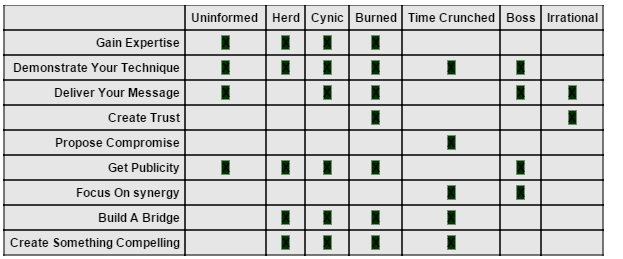 Uninformed Herd Cynic Burned Time Crunched Boss Irrational
Gain Expertise X X X X
Demonstrate Your Technique X X X X X X
Deliver Your Message X X X X X
Create Trust X X
Propose Compromise X
Get Publicity X X X X X
Focus On synergy X X
Build A Bridge X X X X
Create Something Compelling X X X X